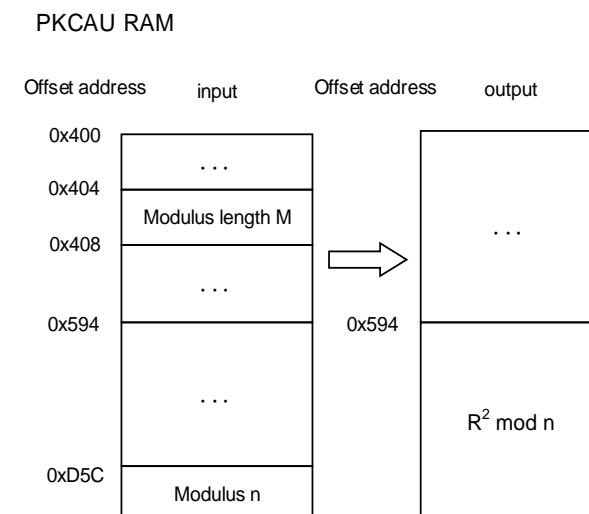 PKCAU RAM
Offset address input Offset address output
0x400
...
0x404
Modulus length M
...
0x408
...
0x594 0x594
...
R² mod n
0xD5C
Modulus n